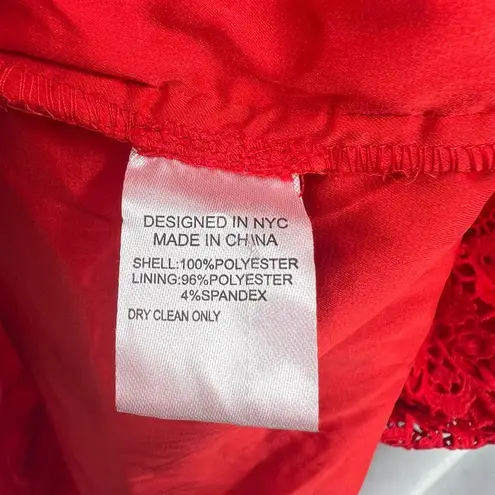 DESIGNED IN NYC
MADE IN CHINA
SHELL:100%POLYESTER
LINING:96%POLYESTER
4%SPANDEX
DRY CLEAN ONLY